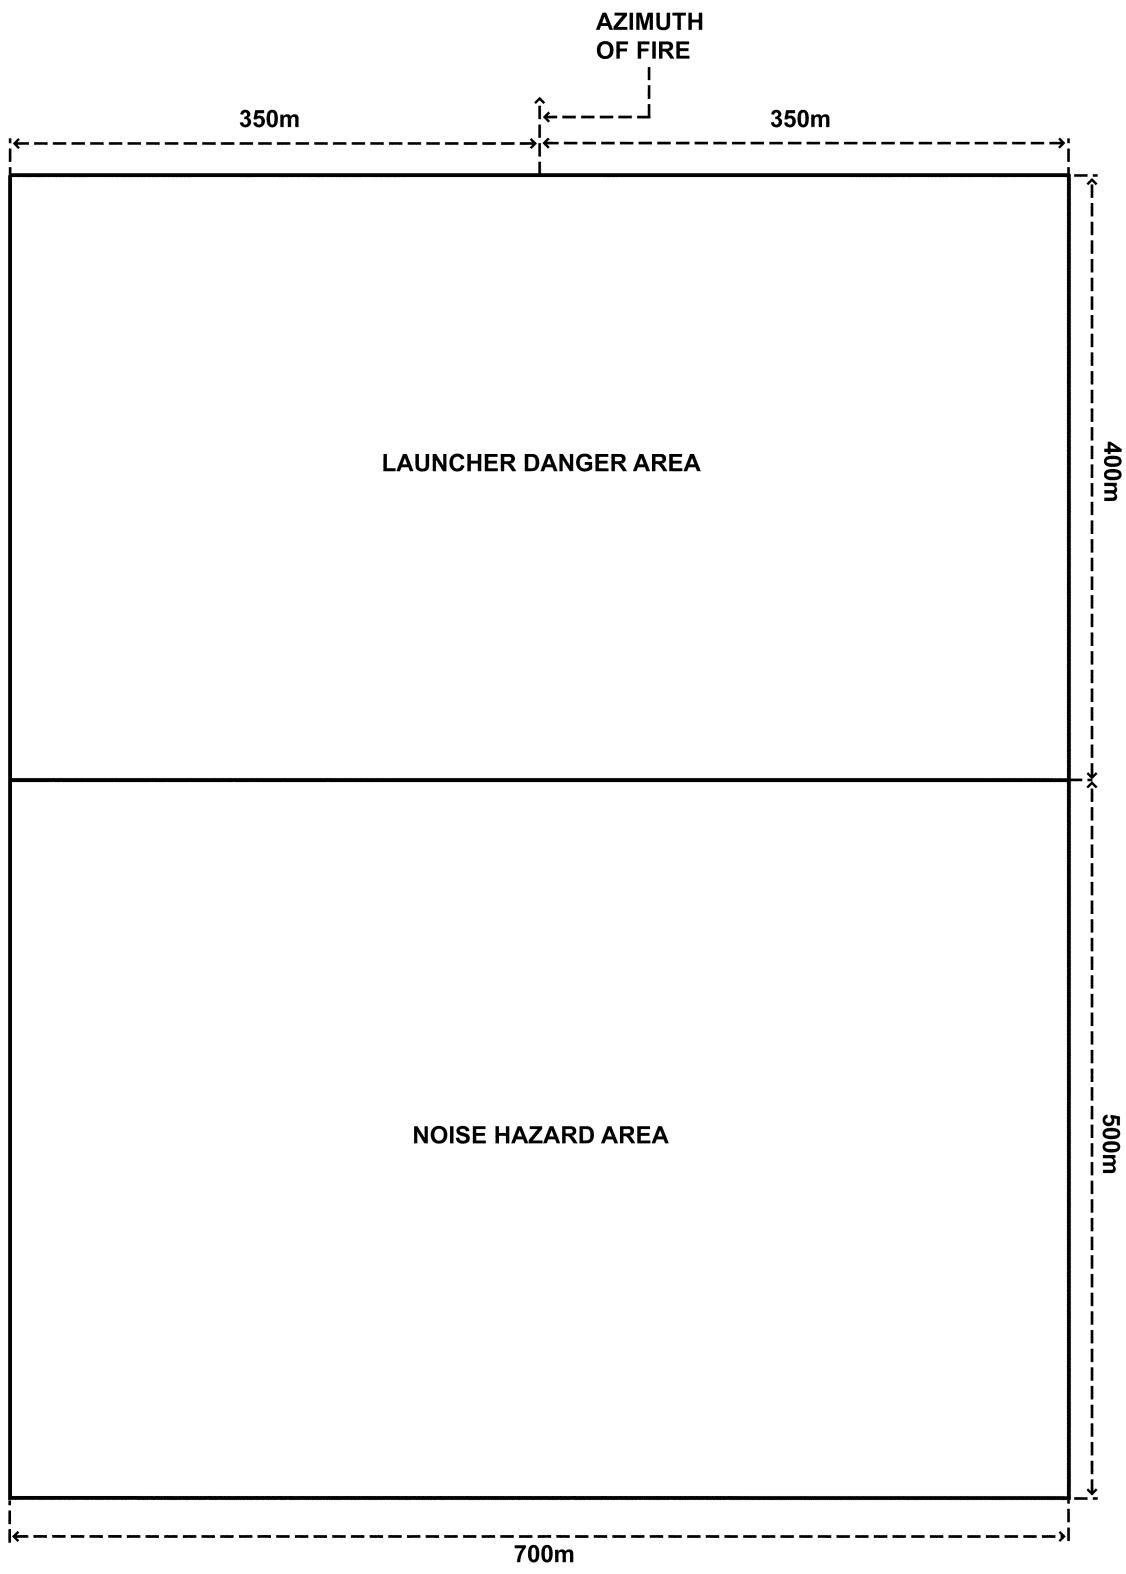 AZIMUTH
OF FIRE
350m
350m
LAUNCHER DANGER AREA
400m
NOISE HAZARD AREA
500m
700m